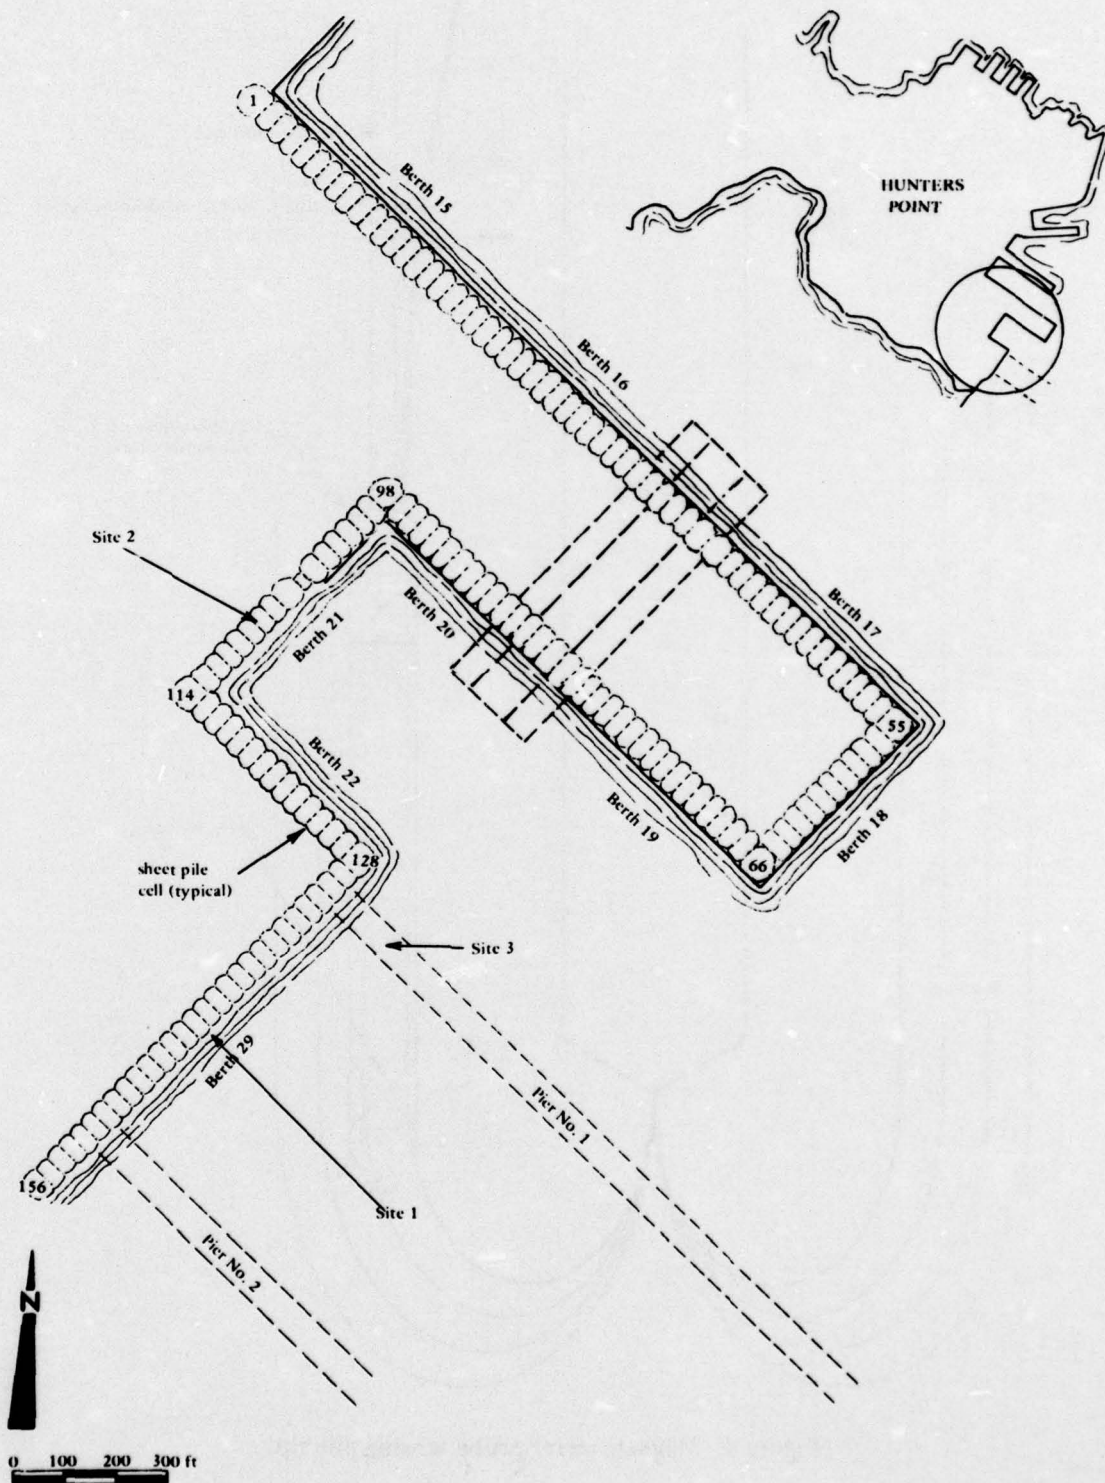 1
Berth 15
HUNTERS
POINT
Berth 16
98
Site 2
Berth 17
Berth 20
Berth 21
114
55
Berth 22
Berth 19
Berth 18
66
128
sheet pile
cell (typical)
Site 3
Berth 29
Pier No. 1
156
Site 1
Pier No. 2
N
0 100 200 300 ft